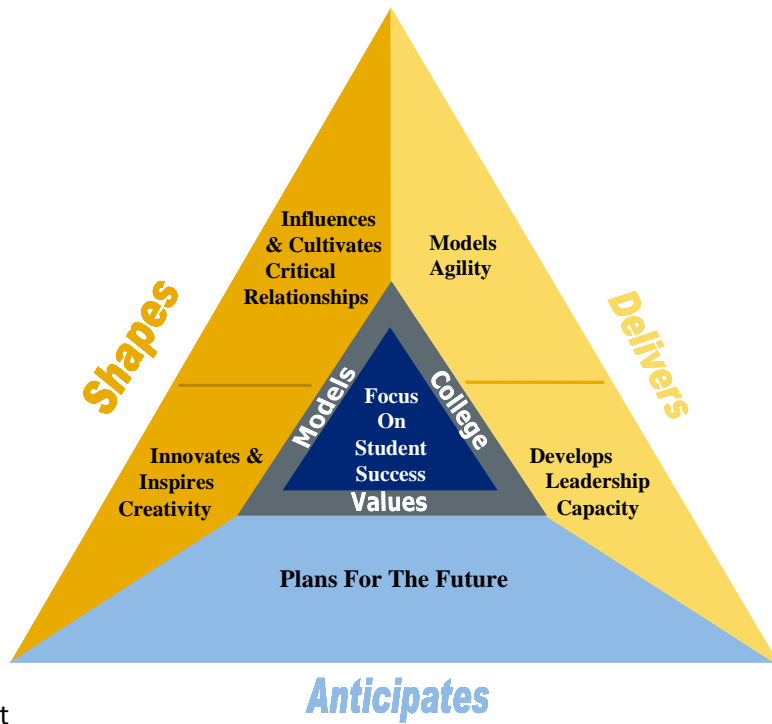 Influences
& Cultivates
Critical
Relationships
Models
Agility
Shapes
Delivers
Models
College
Focus
On
Student
Success
Values
Innovates &
Inspires
Creativity
Develops
Leadership
Capacity
Plans For The Future
Anticipates
t